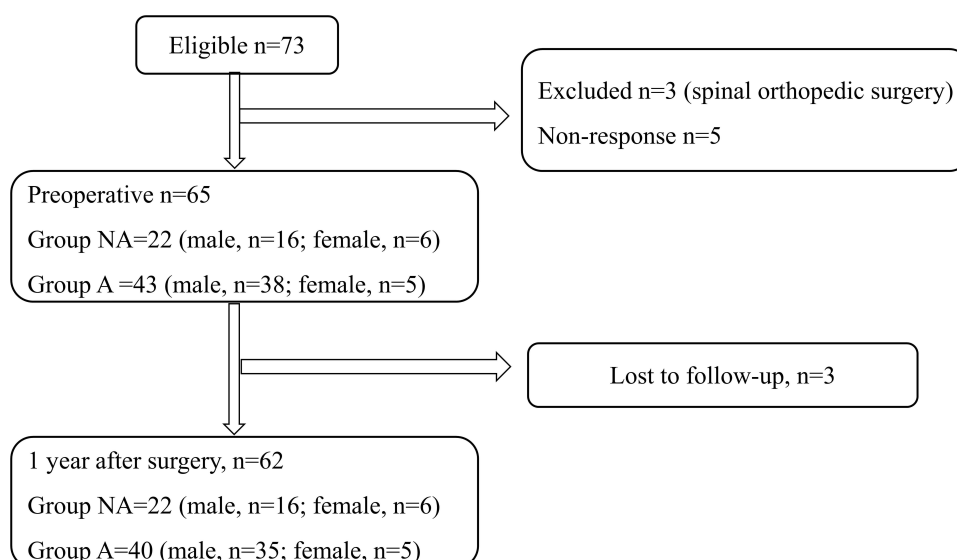 Eligible n=73
Excluded n=3 (spinal orthopedic surgery)
Non-response n=5
Preoperative n=65
Group NA=22 (male, n=16; female, n=6)
Group A =43 (male, n=38; female, n=5)
Lost to follow-up, n=3
1 year after surgery, n=62
Group NA=22 (male, n=16; female, n=6)
Group A=40 (male, n=35; female, n=5)